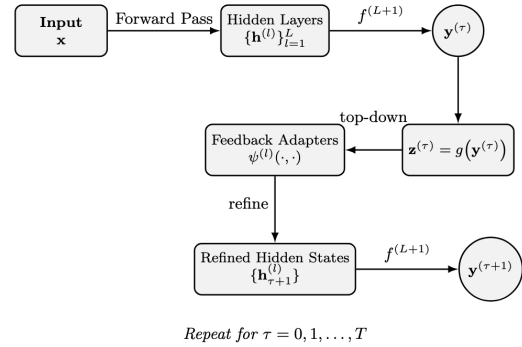 Input
x
Forward Pass
Hidden Layers
{h^{(l)}}_{l=1}^{L}
f^{(L+1)}
y^{(τ)}
top-down
z^{(τ)} = g(y^{(τ)})
Feedback Adapters
ψ^{(l)}(·, ·)
refine
Refined Hidden States
{h_{τ+1}^{(l)}}
f^{(L+1)}
y^{(τ+1)}
Repeat for τ = 0, 1, . . . , T